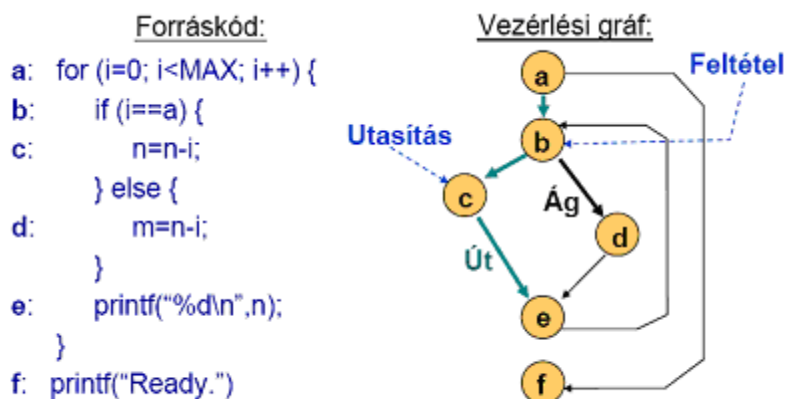 Forráskód:
a: for (i=0; i<MAX; i++) {
b: if (i==a) {
c: n=n-i;
} else {
d: m=n-i;
}
e: printf("%d\n",n);
}
f: printf("Ready.")
Vezérlési gráf:
a
Feltétel
Utasítás
b
c
Ág
d
Út
e
f